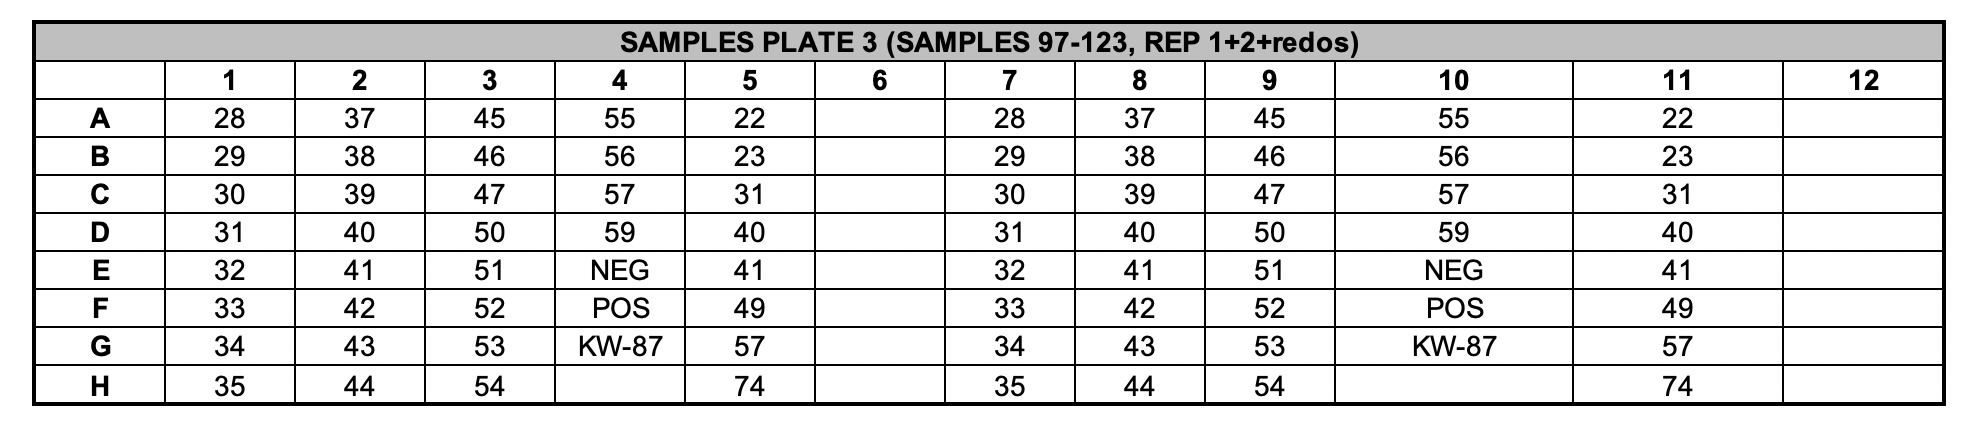 SAMPLES PLATE 3 (SAMPLES 97-123, REP 1+2+redos)
1 2 3 4 5 6 7 8 9 10 11 12
A 28 37 45 55 22 28 37 45 55 22
B 29 38 46 56 23 29 38 46 56 23
C 30 39 47 57 31 30 39 47 57 31
D 31 40 50 59 40 31 40 50 59 40
E 32 41 51 NEG 41 32 41 51 NEG 41
F 33 42 52 POS 49 33 42 52 POS 49
G 34 43 53 KW-87 57 34 43 53 KW-87 57
H 35 44 54 74 35 44 54 74